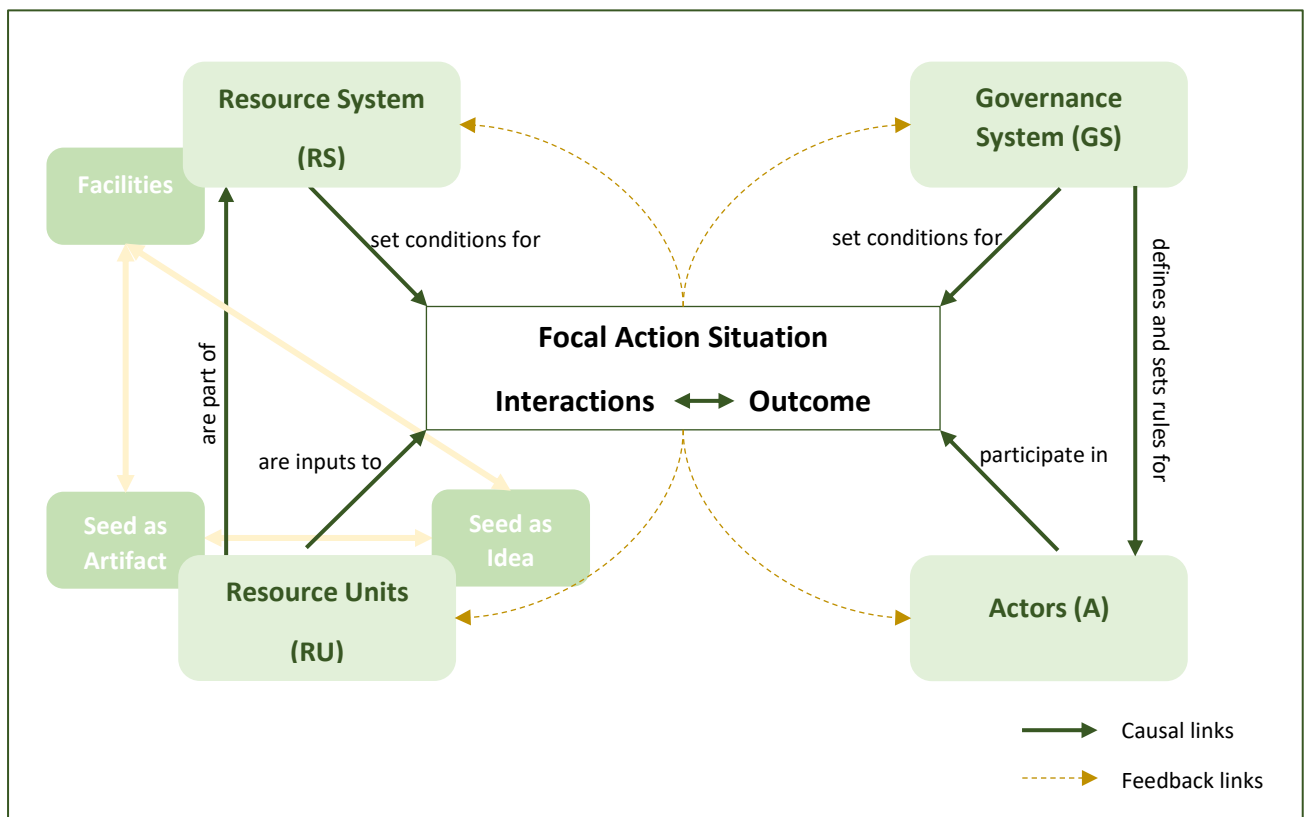 Resource System
(RS)
Governance
System (GS)
Facilities
set conditions for
set conditions for
defines and sets rules for
are part of
Focal Action Situation
Interactions
Outcome
are inputs to
participate in
Seed as
Artifact
Seed as
Idea
Resource Units
(RU)
Actors (A)
Causal links
Feedback links